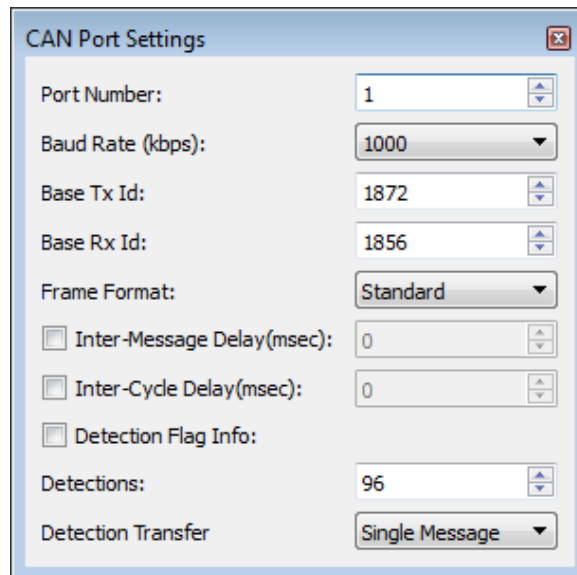 CAN Port Settings
Port Number: 1
Baud Rate (kbps): 1000
Base Tx Id: 1872
Base Rx Id: 1856
Frame Format: Standard
Inter-Message Delay(msec): 0
Inter-Cycle Delay(msec): 0
Detection Flag Info:
Detections: 96
Detection Transfer Single Message